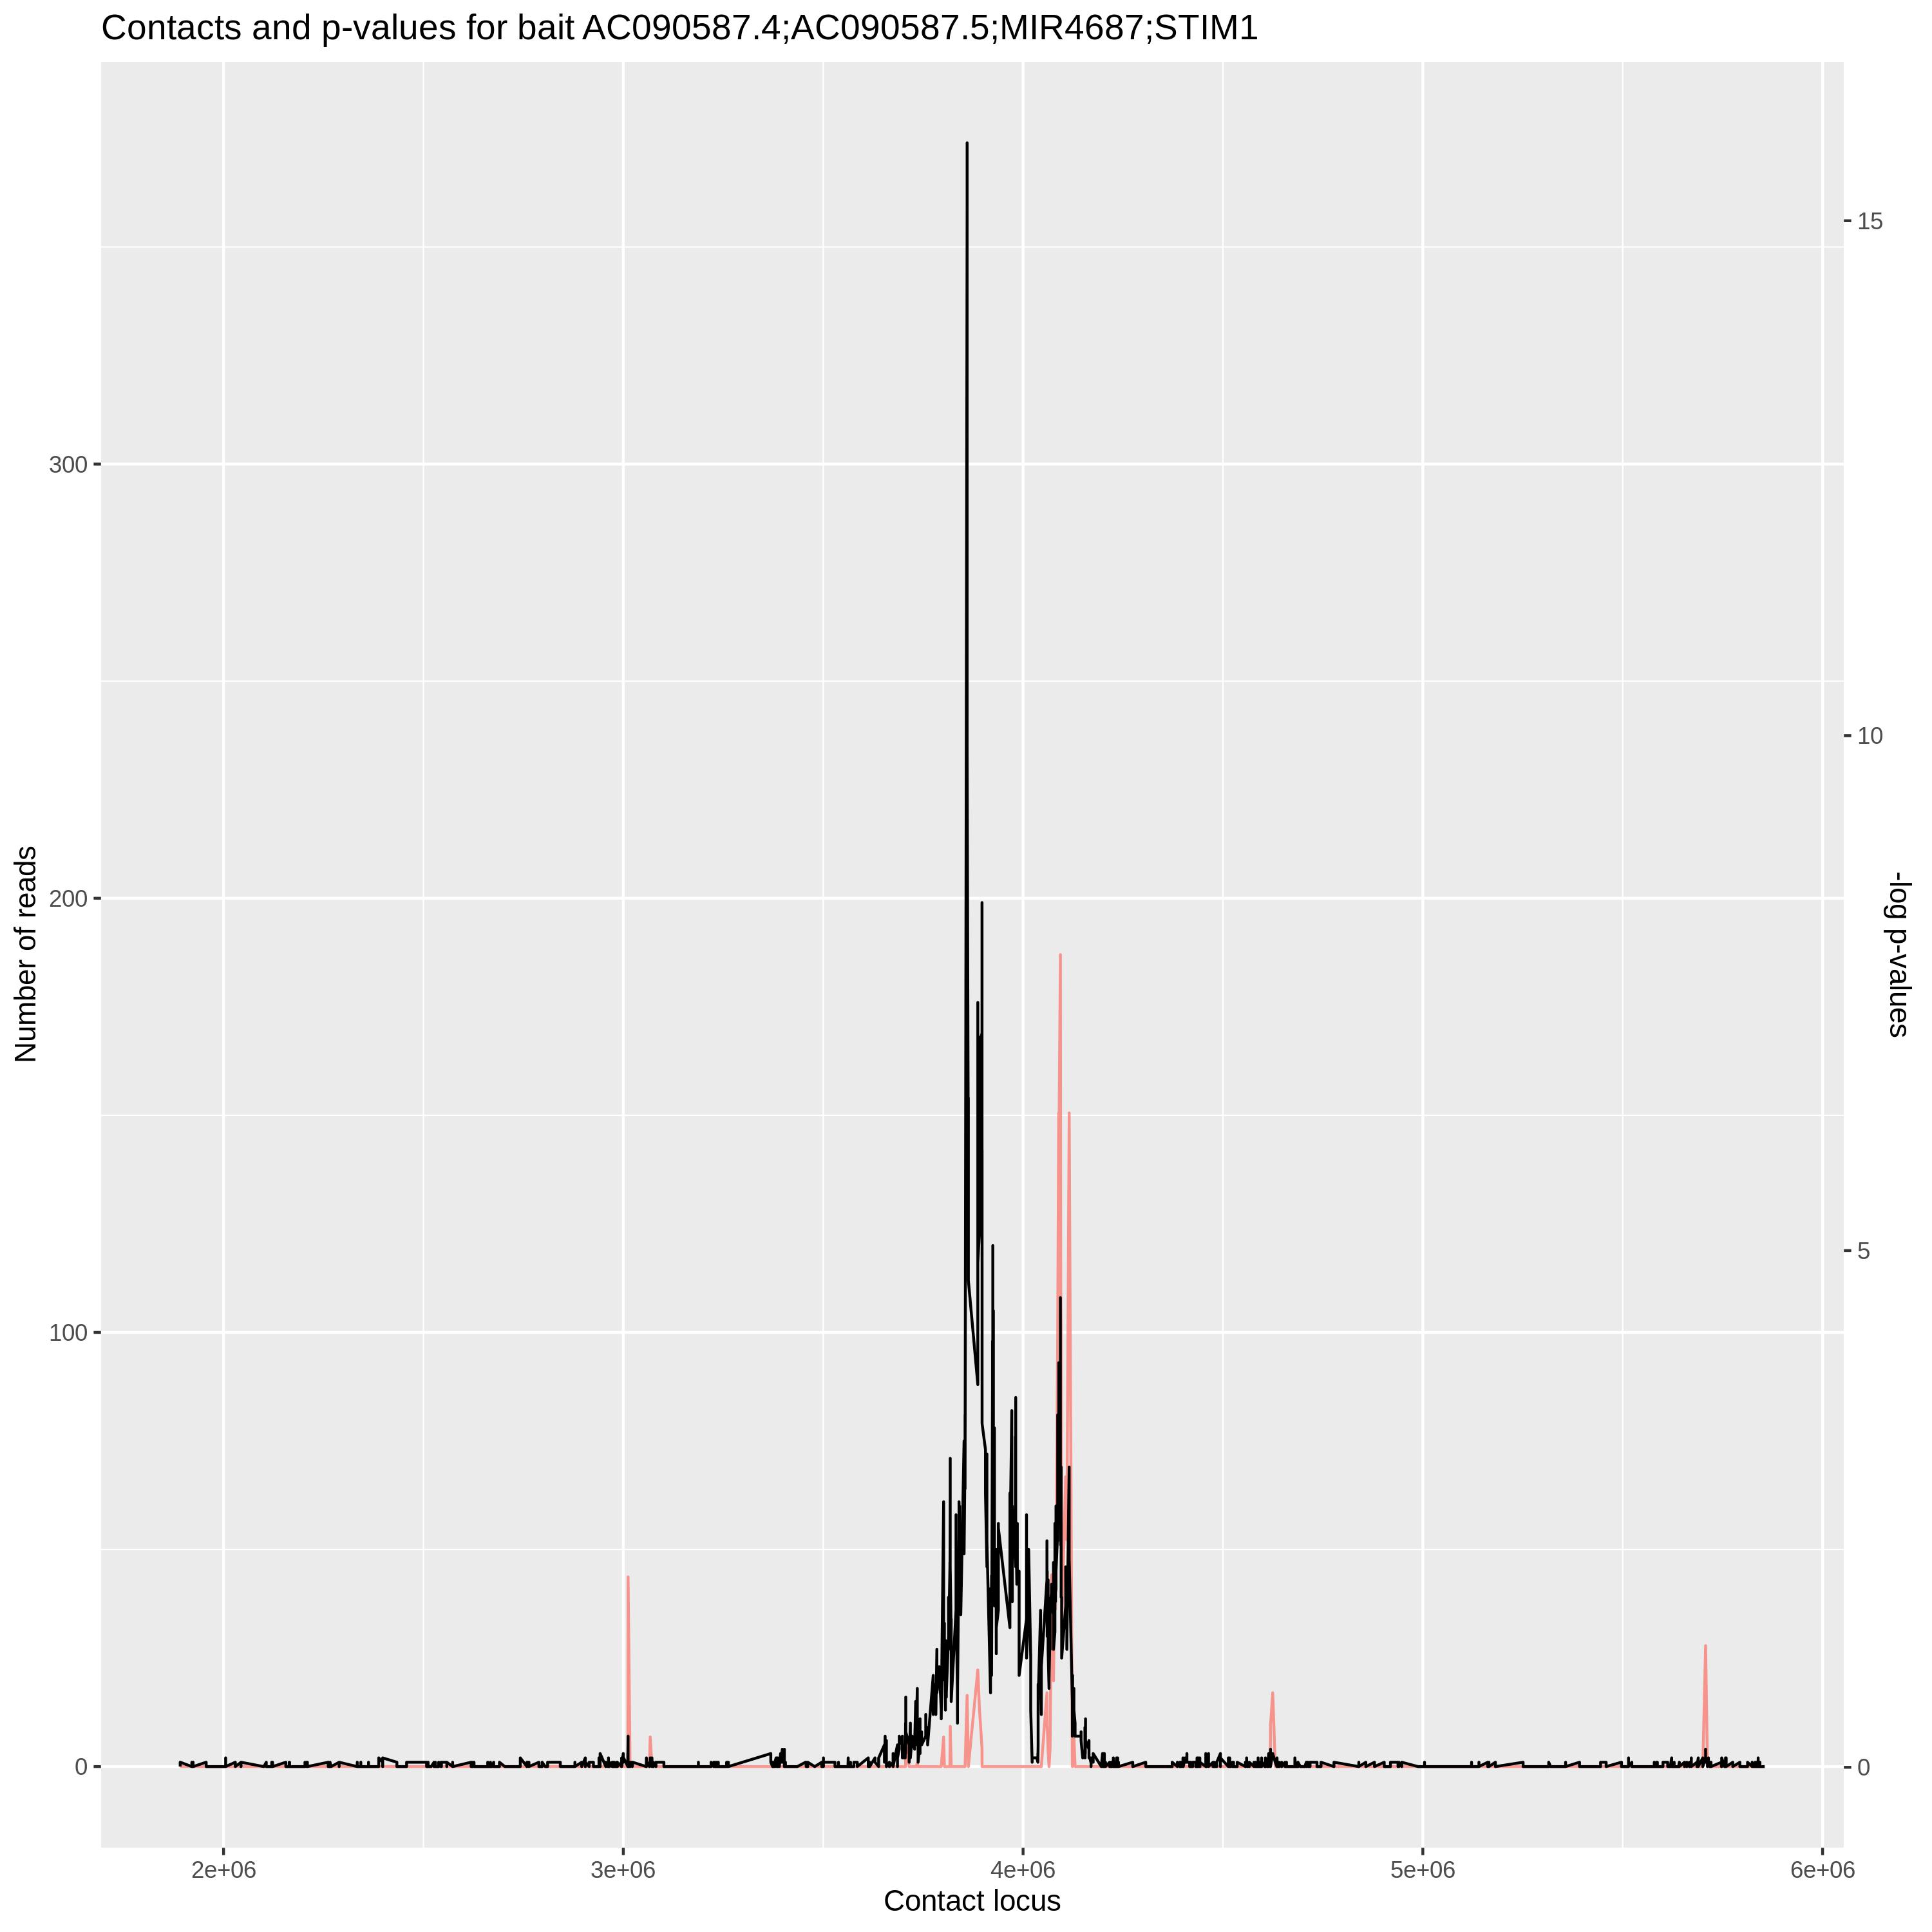 Contacts and p-values for bait AC090587.4;AC090587.5;MIR4687;STIM1
15
300
10
200
Number of reads
-log p-values
5
100
0
0
2e+06
3e+06
4e+06
5e+06
6e+06
Contact locus